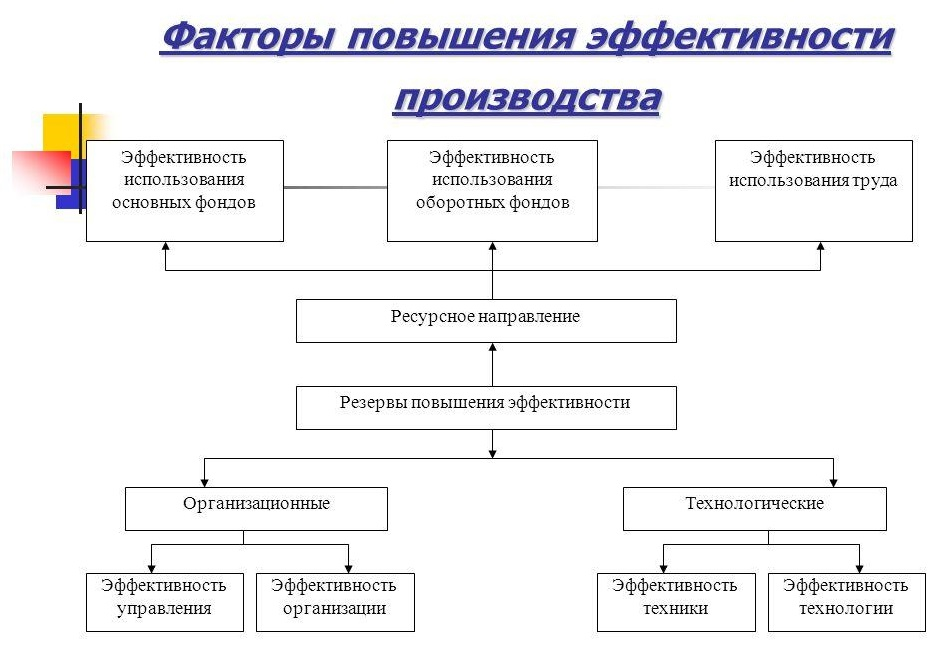 Факторы повышения эффективности
производства
Эффективность
использования
основных фондов
Эффективность
использования
оборотных фондов
Эффективность
использования труда
Ресурсное направление
Резервы повышения эффективности
Организационные
Технологические
Эффективность
управления
Эффективность
организации
Эффективность
техники
Эффективность
технологии